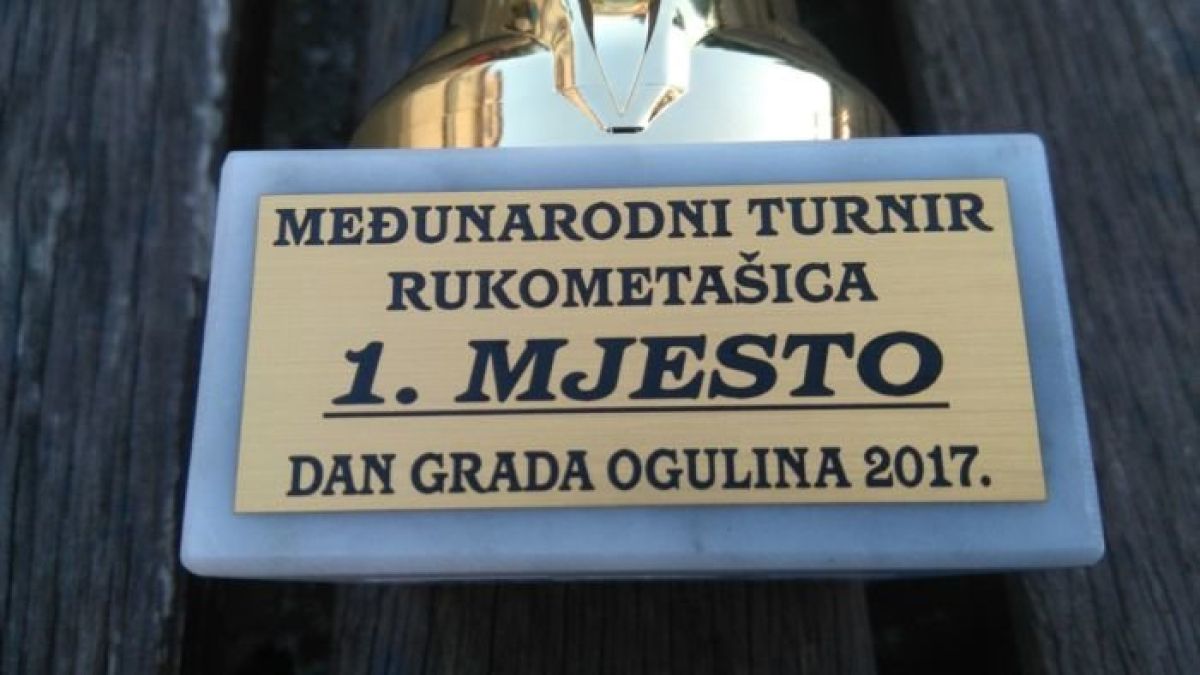 MEĐUNARODNI TURNIR
RUKOMETAŠICA
1. MJESTO
DAN GRADA OGULINA 2017.